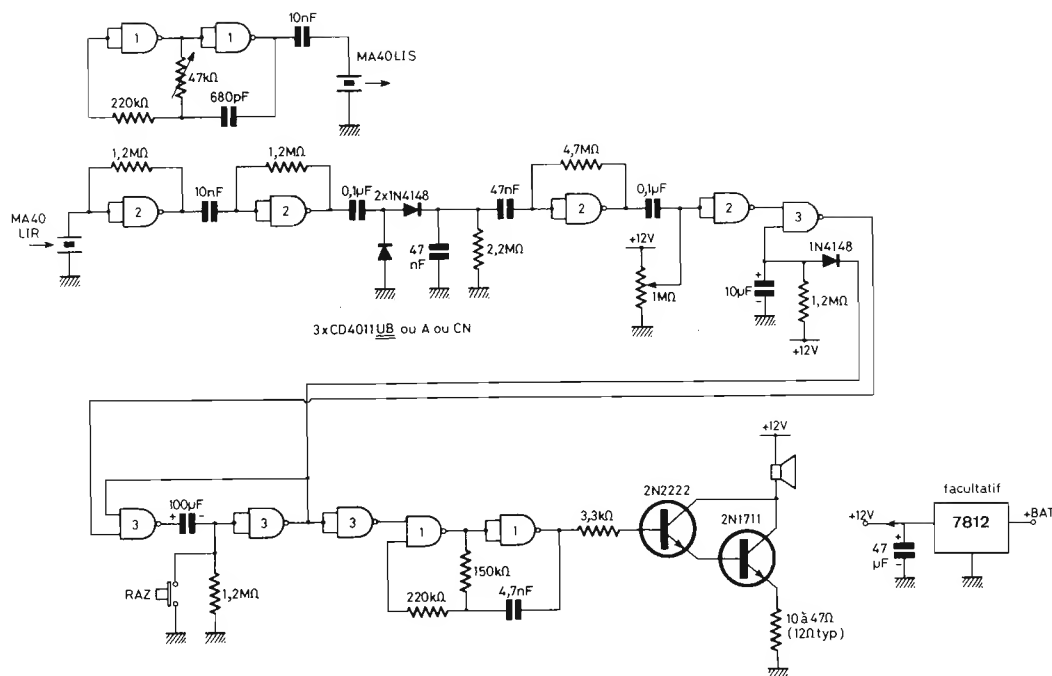 10nF
MA40LIS
1
1
47kΩ
220kΩ
680pF
1,2MΩ
1,2MΩ
4,7MΩ
10nF
0,1µF
2x1N4148
47nF
0,1µF
MA40
LIR
2
2
2
2
3
47
nF
2,2MΩ
+12V
1MΩ
1N4148
+
10µF
-
1,2MΩ
+12V
3xCD4011UB ou A ou CN
100µF
+ -
3
3
3
1
1
RAZ
1,2MΩ
150kΩ
220kΩ
4,7nF
3,3kΩ
2N2222
2N1711
+12V
10 à 47Ω
(12Ω typ)
facultatif
+12V
7812
+BAT
+
47
µF
-